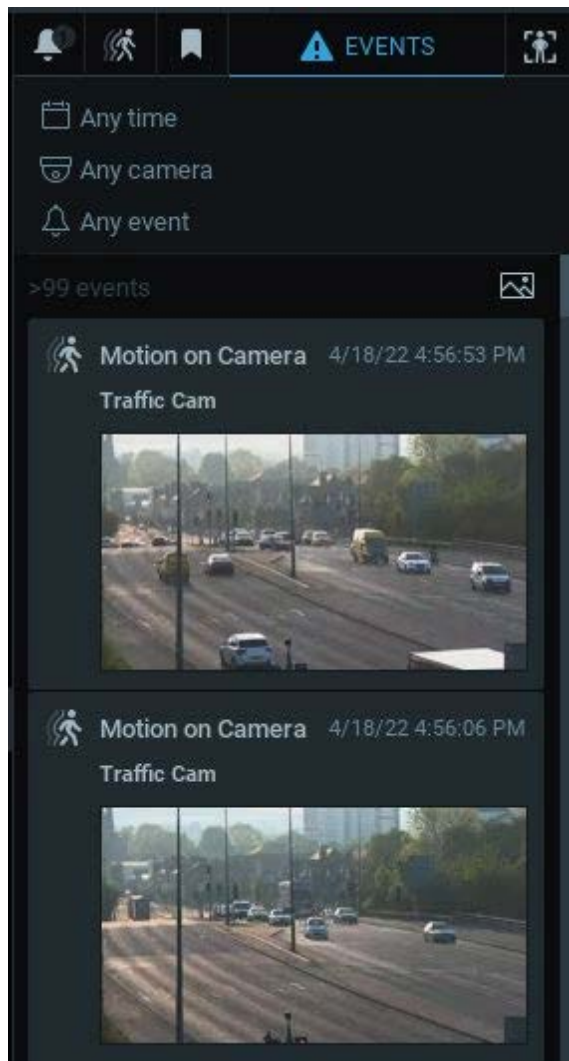 EVENTS
Any time
Any camera
Any event
>99 events
Motion on Camera 4/18/22 4:56:53 PM
Traffic Cam
Motion on Camera 4/18/22 4:56:06 PM
Traffic Cam